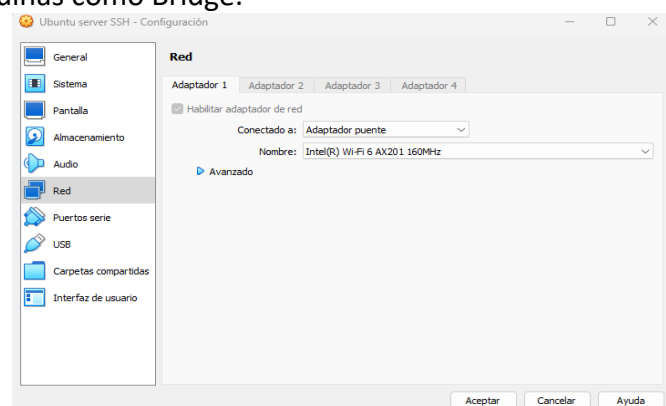 como Bridge.
Ubuntu server SSH - Configuración
General
Sistema
Pantalla
Almacenamiento
Audio
Red
Puertos serie
USB
Carpetas compartidas
Interfaz de usuario
Red
Adaptador 1 Adaptador 2 Adaptador 3 Adaptador 4
Habilitar adaptador de red
Conectado a: Adaptador puente
Nombre: Intel(R) Wi-Fi 6 AX201 160MHz
Avanzado
Aceptar Cancelar Ayuda